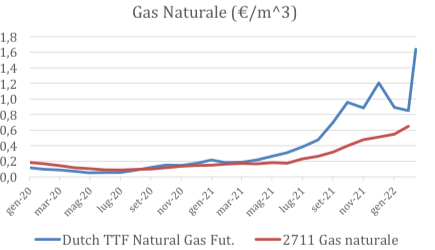 Gas Naturale (€/m^3)
1,8
1,6
1,4
1,2
1,0
0,8
0,6
0,4
0,2
0,0
gen-20
mar-20
mag-20
lug-20
set-20
nov-20
gen-21
mar-21
mag-21
lug-21
set-21
nov-21
gen-22
Dutch TTF Natural Gas Fut.
2711 Gas naturale